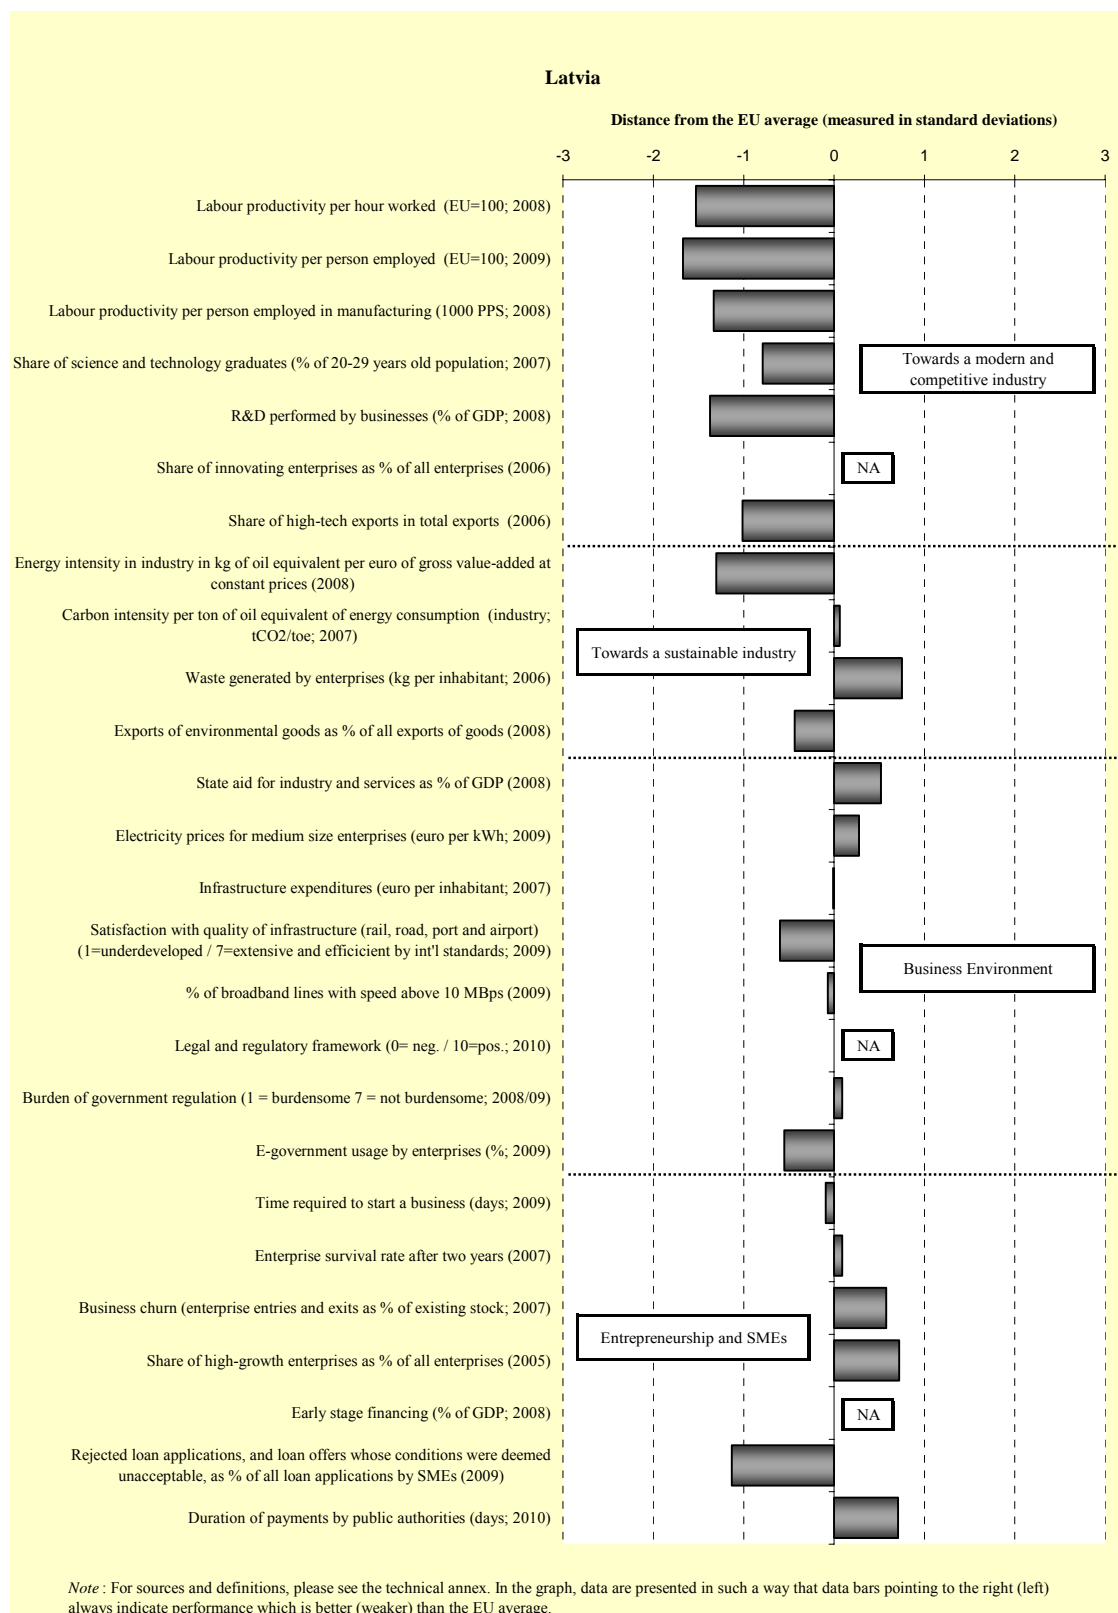 Latvia
Distance from the EU average (measured in standard deviations)
-3 -2 -1 0 1 2 3
Labour productivity per hour worked (EU=100; 2008)
Labour productivity per person employed (EU=100; 2009)
Labour productivity per person employed in manufacturing (1000 PPS; 2008)
Share of science and technology graduates (% of 20-29 years old population; 2007)
Towards a modern and
competitive industry
R&D performed by businesses (% of GDP; 2008)
Share of innovating enterprises as % of all enterprises (2006)
NA
Share of high-tech exports in total exports (2006)
Energy intensity in industry in kg of oil equivalent per euro of gross value-added at
constant prices (2008)
Carbon intensity per ton of oil equivalent of energy consumption (industry;
tCO2/toe; 2007)
Towards a sustainable industry
Waste generated by enterprises (kg per inhabitant; 2006)
Exports of environmental goods as % of all exports of goods (2008)
State aid for industry and services as % of GDP (2008)
Electricity prices for medium size enterprises (euro per kWh; 2009)
Infrastructure expenditures (euro per inhabitant; 2007)
Satisfaction with quality of infrastructure (rail, road, port and airport)
(1=underdeveloped / 7=extensive and efficicient by int'l standards; 2009)
Business Environment
% of broadband lines with speed above 10 MBps (2009)
Legal and regulatory framework (0= neg. / 10=pos.; 2010)
NA
Burden of government regulation (1 = burdensome 7 = not burdensome; 2008/09)
E-government usage by enterprises (%; 2009)
Time required to start a business (days; 2009)
Enterprise survival rate after two years (2007)
Business churn (enterprise entries and exits as % of existing stock; 2007)
Entrepreneurship and SMEs
Share of high-growth enterprises as % of all enterprises (2005)
Early stage financing (% of GDP; 2008)
NA
Rejected loan applications, and loan offers whose conditions were deemed
unacceptable, as % of all loan applications by SMEs (2009)
Duration of payments by public authorities (days; 2010)
Note : For sources and definitions, please see the technical annex. In the graph, data are presented in such a way that data bars pointing to the right (left)
always indicate performance which is better (weaker) than the EU average.